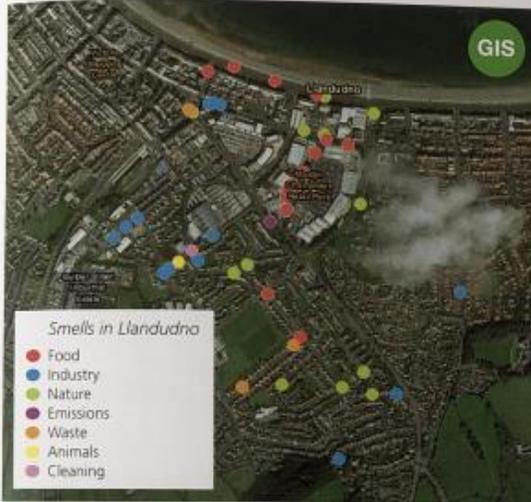 GIS
Llandudno
Smells in Llandudno
Food
Industry
Nature
Emissions
Waste
Animals
Cleaning